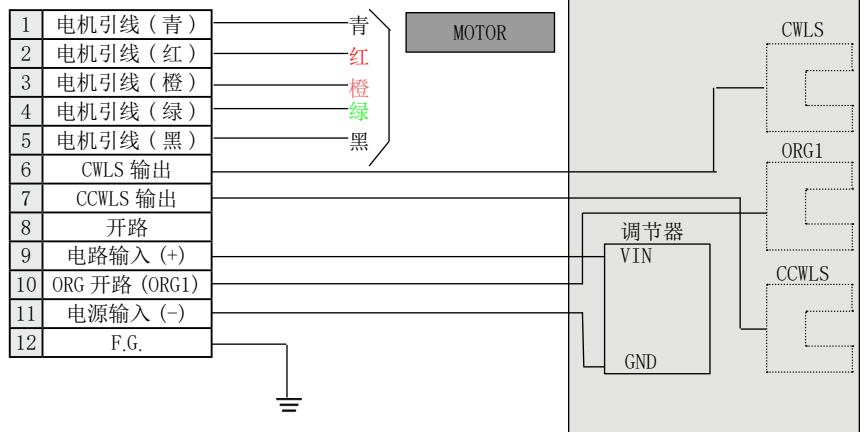 1 电机引线 ( 青 )
2 电机引线 ( 红 )
3 电机引线 ( 橙 )
4 电机引线 ( 绿 )
5 电机引线 ( 黑 )
6 CWLS 输出
7 CCWLS 输出
8 开路
9 电路输入 (+)
10 ORG 开路 (ORG1)
11 电源输入 (-)
12 F.G.
青
红
橙
绿
黑
MOTOR
CWLS
ORG1
CCWLS
调节器
VIN
GND